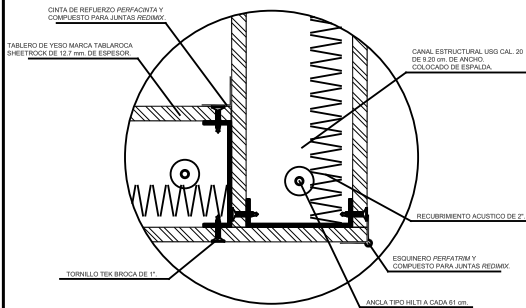 CINTA DE REFUERZO PERFACINTA Y
COMPUESTO PARA JUNTAS REDIMIX.
TABLERO DE YESO MARCA TABLAROCA
SHEETROCK DE 12.7 mm. DE ESPESOR.
CANAL ESTRUCTURAL USG CAL. 20
DE 9.20 cm. DE ANCHO.
COLOCADO DE ESPALDA.
RECUBRIMIENTO ACUSTICO DE 2".
ESQUINERO PERFATRIM Y
COMPUESTO PARA JUNTAS REDIMIX.
TORNILLO TEK BROCA DE 1".
ANCLA TIPO HILTI A CADA 61 cm.